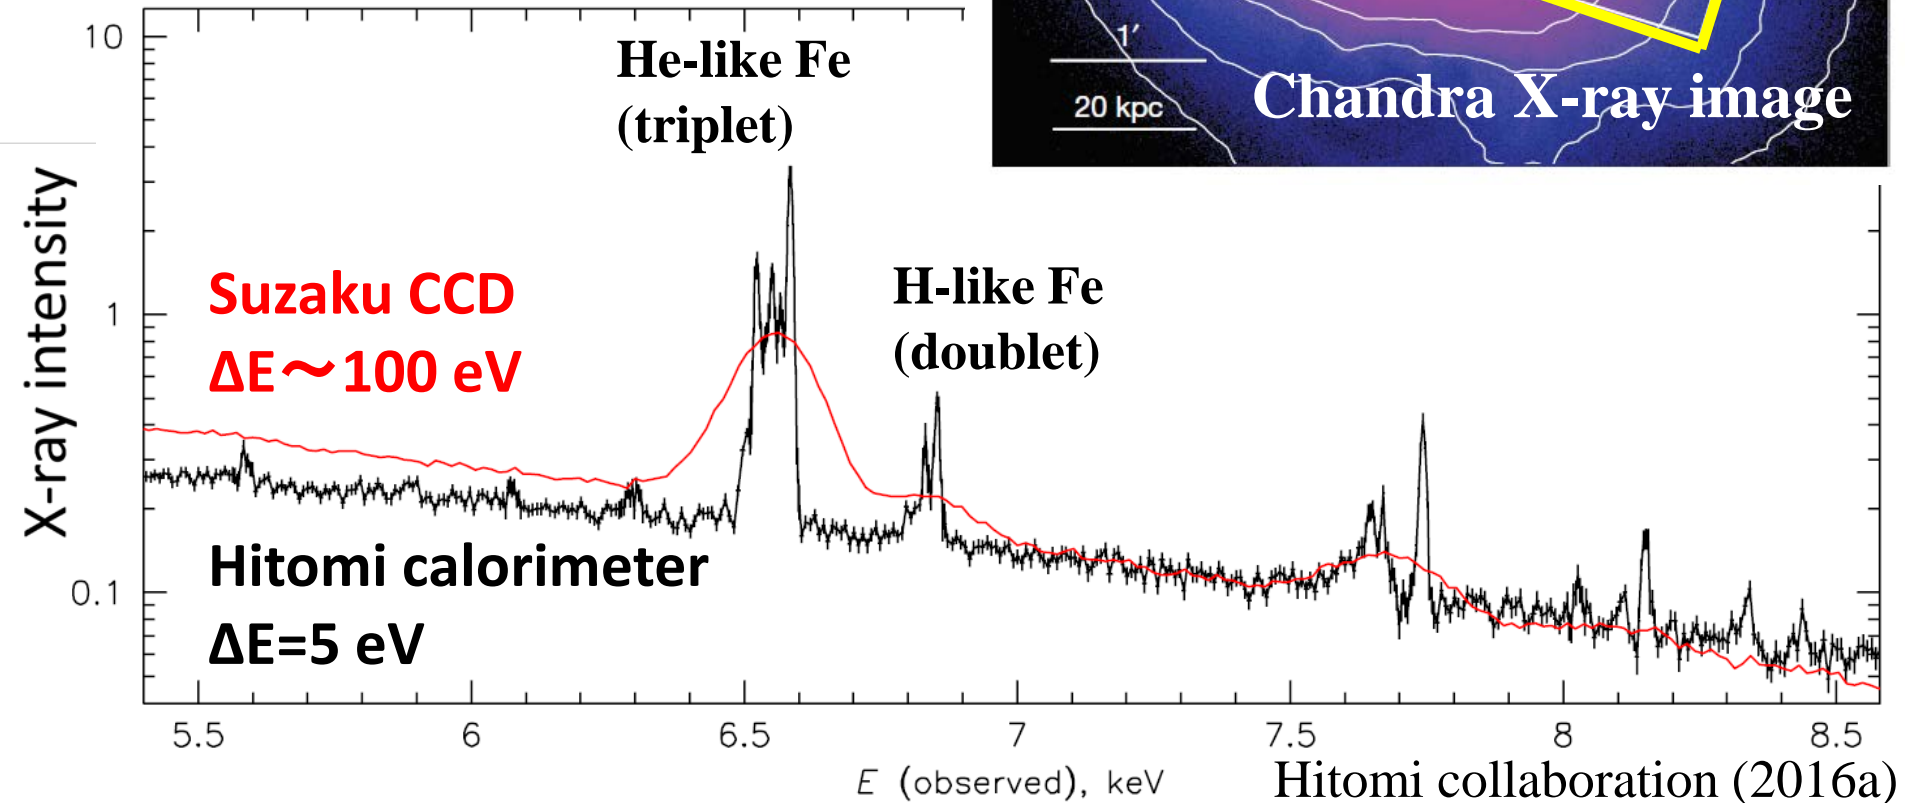 10
1
0.1
X-ray intensity
He-like Fe
(triplet)
1′
20 kpc
Chandra X-ray image
Suzaku CCD
ΔE～100 eV
H-like Fe
(doublet)
Hitomi calorimeter
ΔE=5 eV
5.5 6 6.5 7 7.5 8 8.5
E (observed), keV
Hitomi collaboration (2016a)